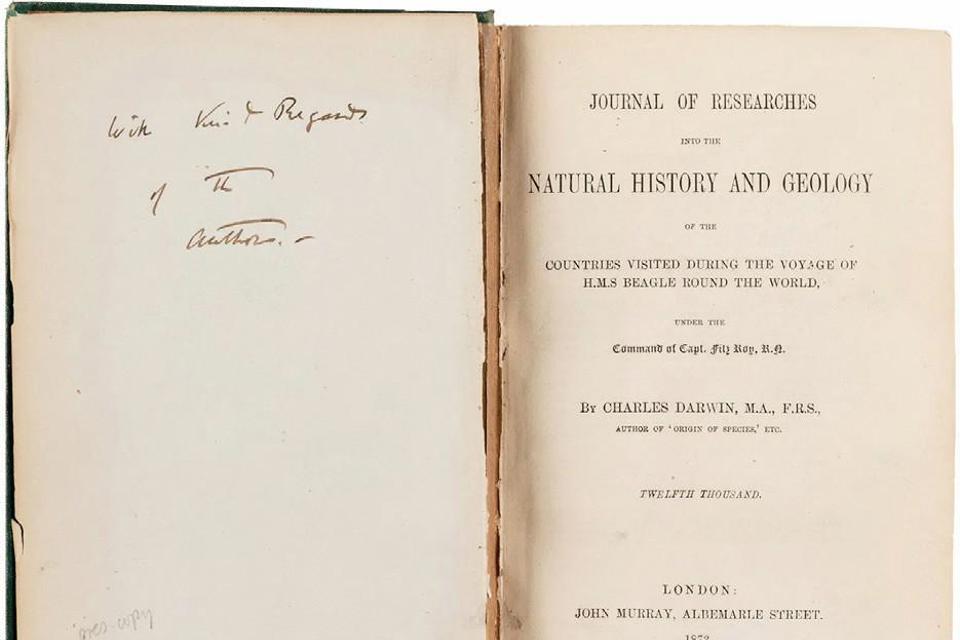 With Kind Regards
of the
Author. –
pres. copy
JOURNAL OF RESEARCHES
INTO THE
NATURAL HISTORY AND GEOLOGY
OF THE
COUNTRIES VISITED DURING THE VOYAGE OF
H.M.S BEAGLE ROUND THE WORLD,
UNDER THE
Command of Capt. Fitz Roy, R.N.
BY CHARLES DARWIN, M.A., F.R.S.,
AUTHOR OF 'ORIGIN OF SPECIES,' ETC.
TWELFTH THOUSAND.
LONDON:
JOHN MURRAY, ALBEMARLE STREET.